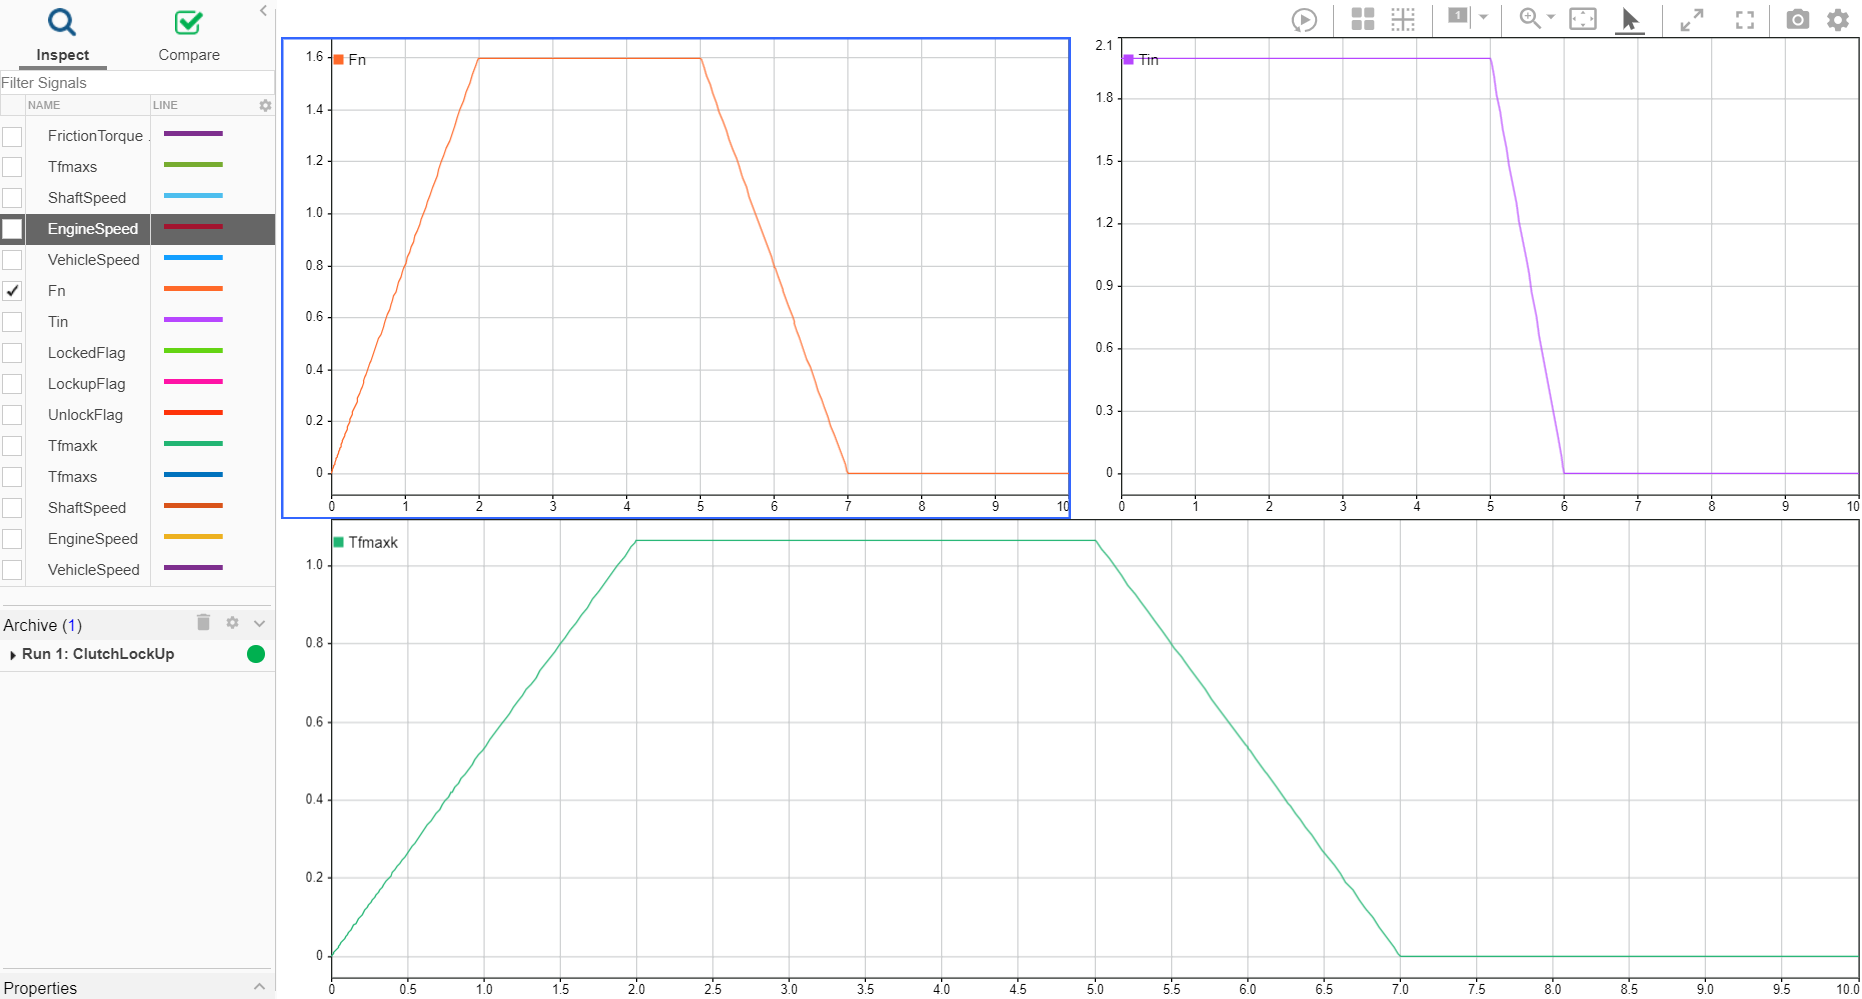 Inspect
Compare
Filter Signals
NAME LINE
FrictionTorque .
Tfmaxs
ShaftSpeed
EngineSpeed
VehicleSpeed
Fn
Tin
LockedFlag
LockupFlag
UnlockFlag
Tfmaxk
Tfmaxs
ShaftSpeed
EngineSpeed
VehicleSpeed
Archive (1)
Run 1: ClutchLockUp
Properties
1
Fn
1.6
1.4
1.2
1.0
0.8
0.6
0.4
0.2
0
0 1 2 3 4 5 6 7 8 9 10
Tin
2.1
1.8
1.5
1.2
0.9
0.6
0.3
0
0 1 2 3 4 5 6 7 8 9 10
Tfmaxk
1.0
0.8
0.6
0.4
0.2
0
0 0.5 1.0 1.5 2.0 2.5 3.0 3.5 4.0 4.5 5.0 5.5 6.0 6.5 7.0 7.5 8.0 8.5 9.0 9.5 10.0